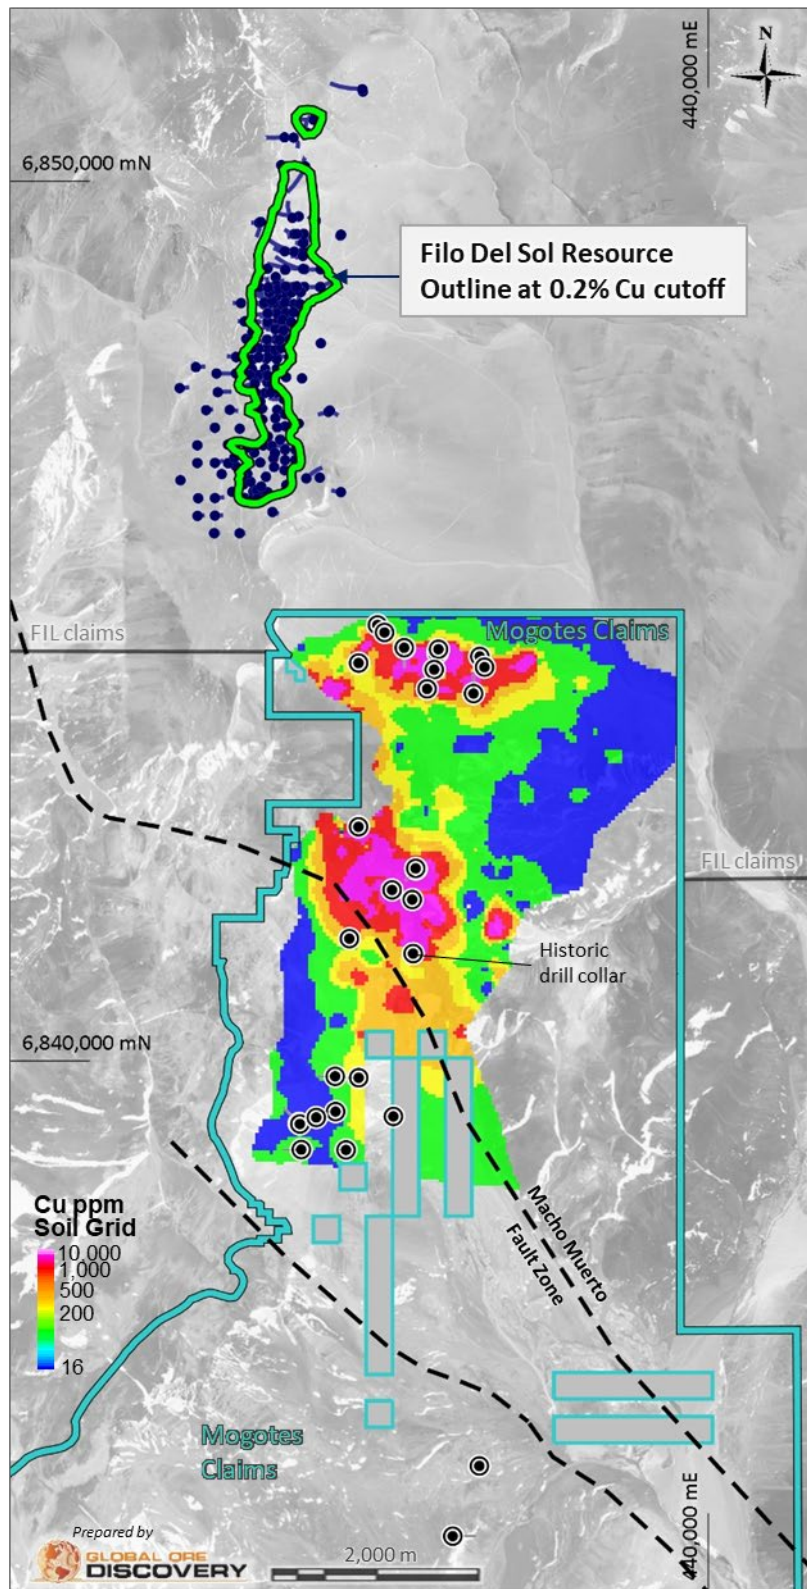 440,000 mE
N
6,850,000 mN
Filo Del Sol Resource
Outline at 0.2% Cu cutoff
FIL claims
Mogotes Claims
FIL claims
Historic
drill collar
6,840,000 mN
Cu ppm
Soil Grid
10,000
1,000
500
200
16
Macho Muerto
Fault Zone
Mogotes
Claims
440,000 mE
Prepared by
GLOBAL ORE
DISCOVERY
2,000 m